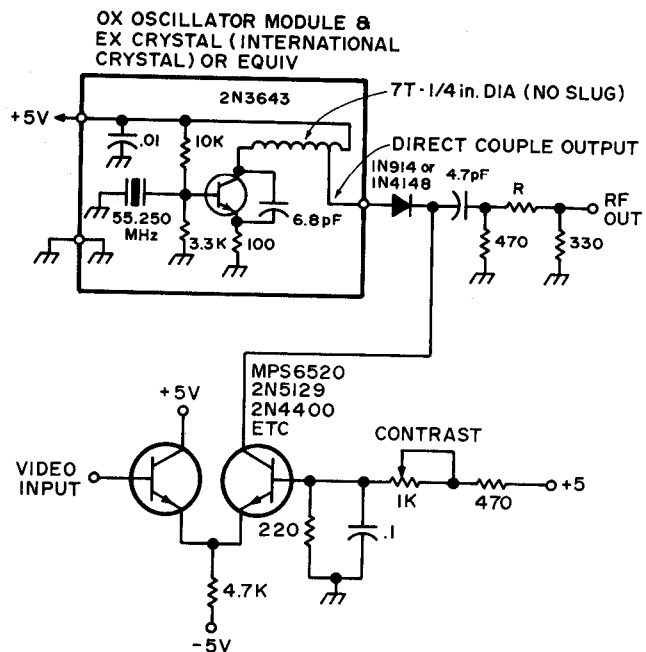 OX OSCILLATOR MODULE &
EX CRYSTAL (INTERNATIONAL
CRYSTAL) OR EQUIV
2N3643
7T-1/4 in. DIA (NO SLUG)
+5V
.01
10K
DIRECT COUPLE OUTPUT
1N914 or
1N4148
4.7pF
R
RF
OUT
55.250
MHz
6.8pF
3.3K
100
470
330
MPS6520
2N5129
2N4400
ETC
+5V
CONTRAST
VIDEO
INPUT
1K
470
+5
220
.1
4.7K
-5V